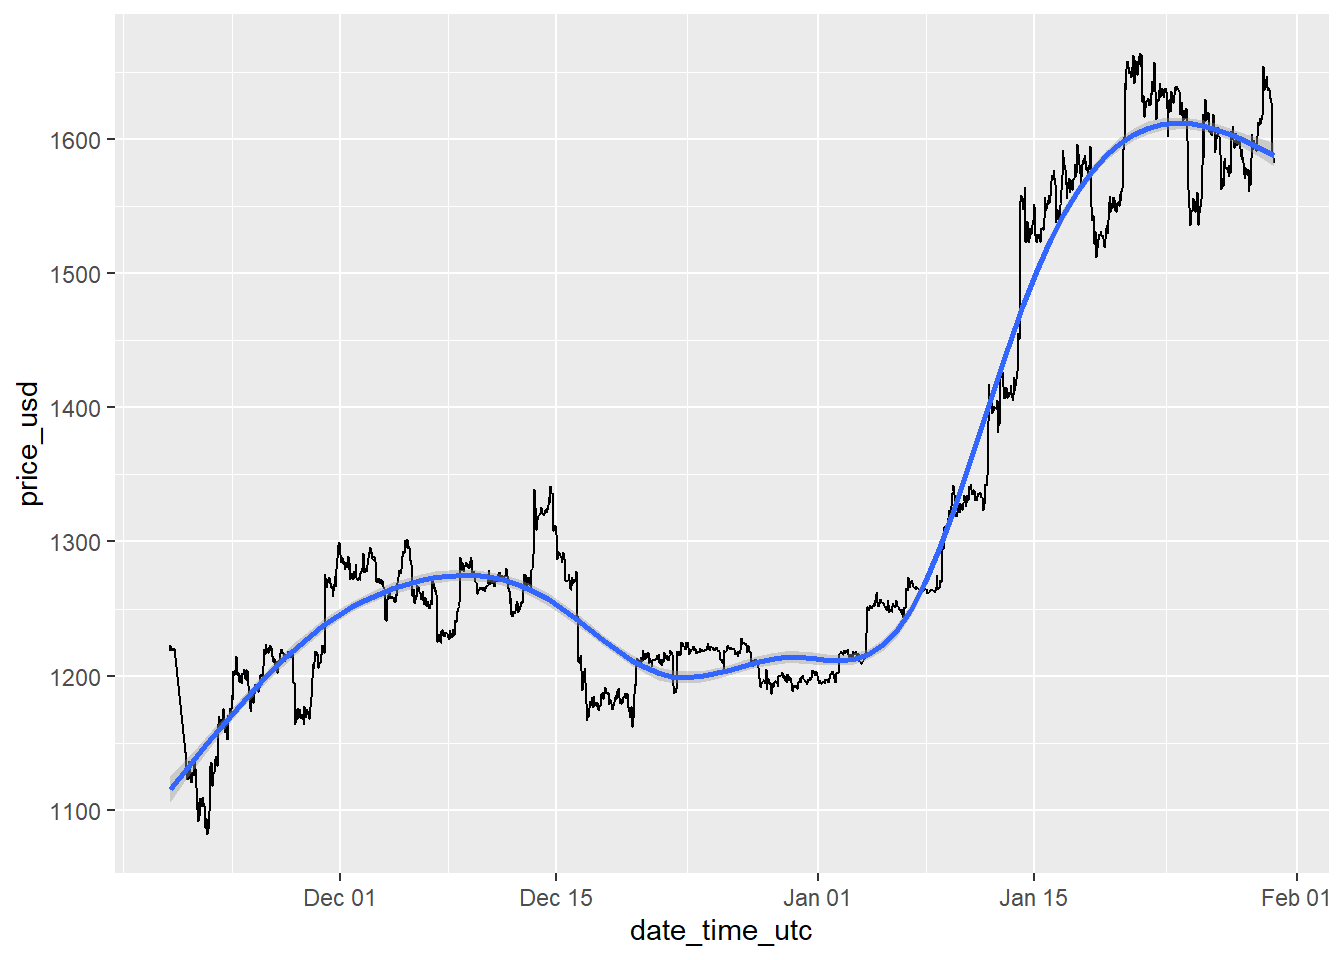 price_usd
1600
1500
1400
1300
1200
1100
Dec 01
Dec 15
Jan 01
Jan 15
Feb 01
date_time_utc